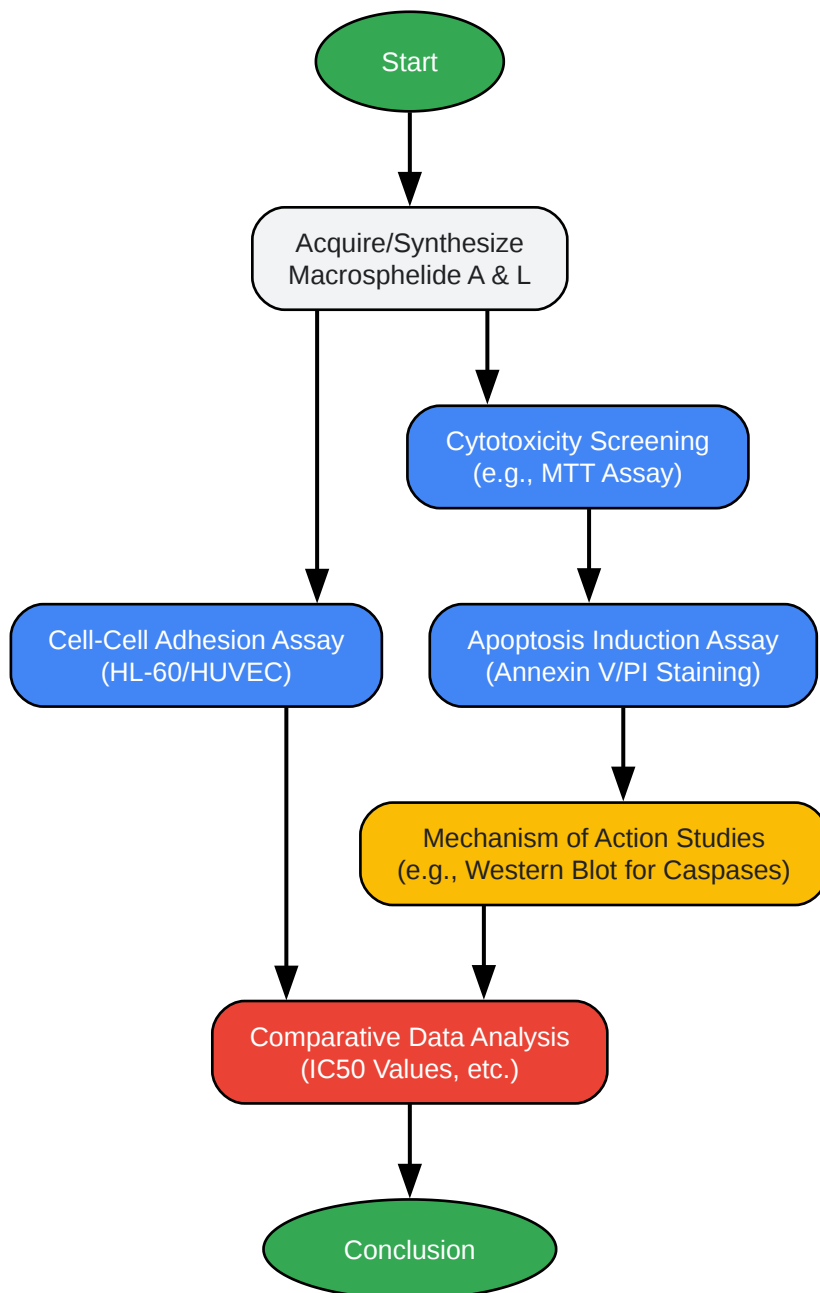 Start
Acquire/Synthesize
Macrosphelide A & L
Cytotoxicity Screening
(e.g., MTT Assay)
Cell-Cell Adhesion Assay
(HL-60/HUVEC)
Apoptosis Induction Assay
(Annexin V/PI Staining)
Mechanism of Action Studies
(e.g., Western Blot for Caspases)
Comparative Data Analysis
(IC50 Values, etc.)
Conclusion